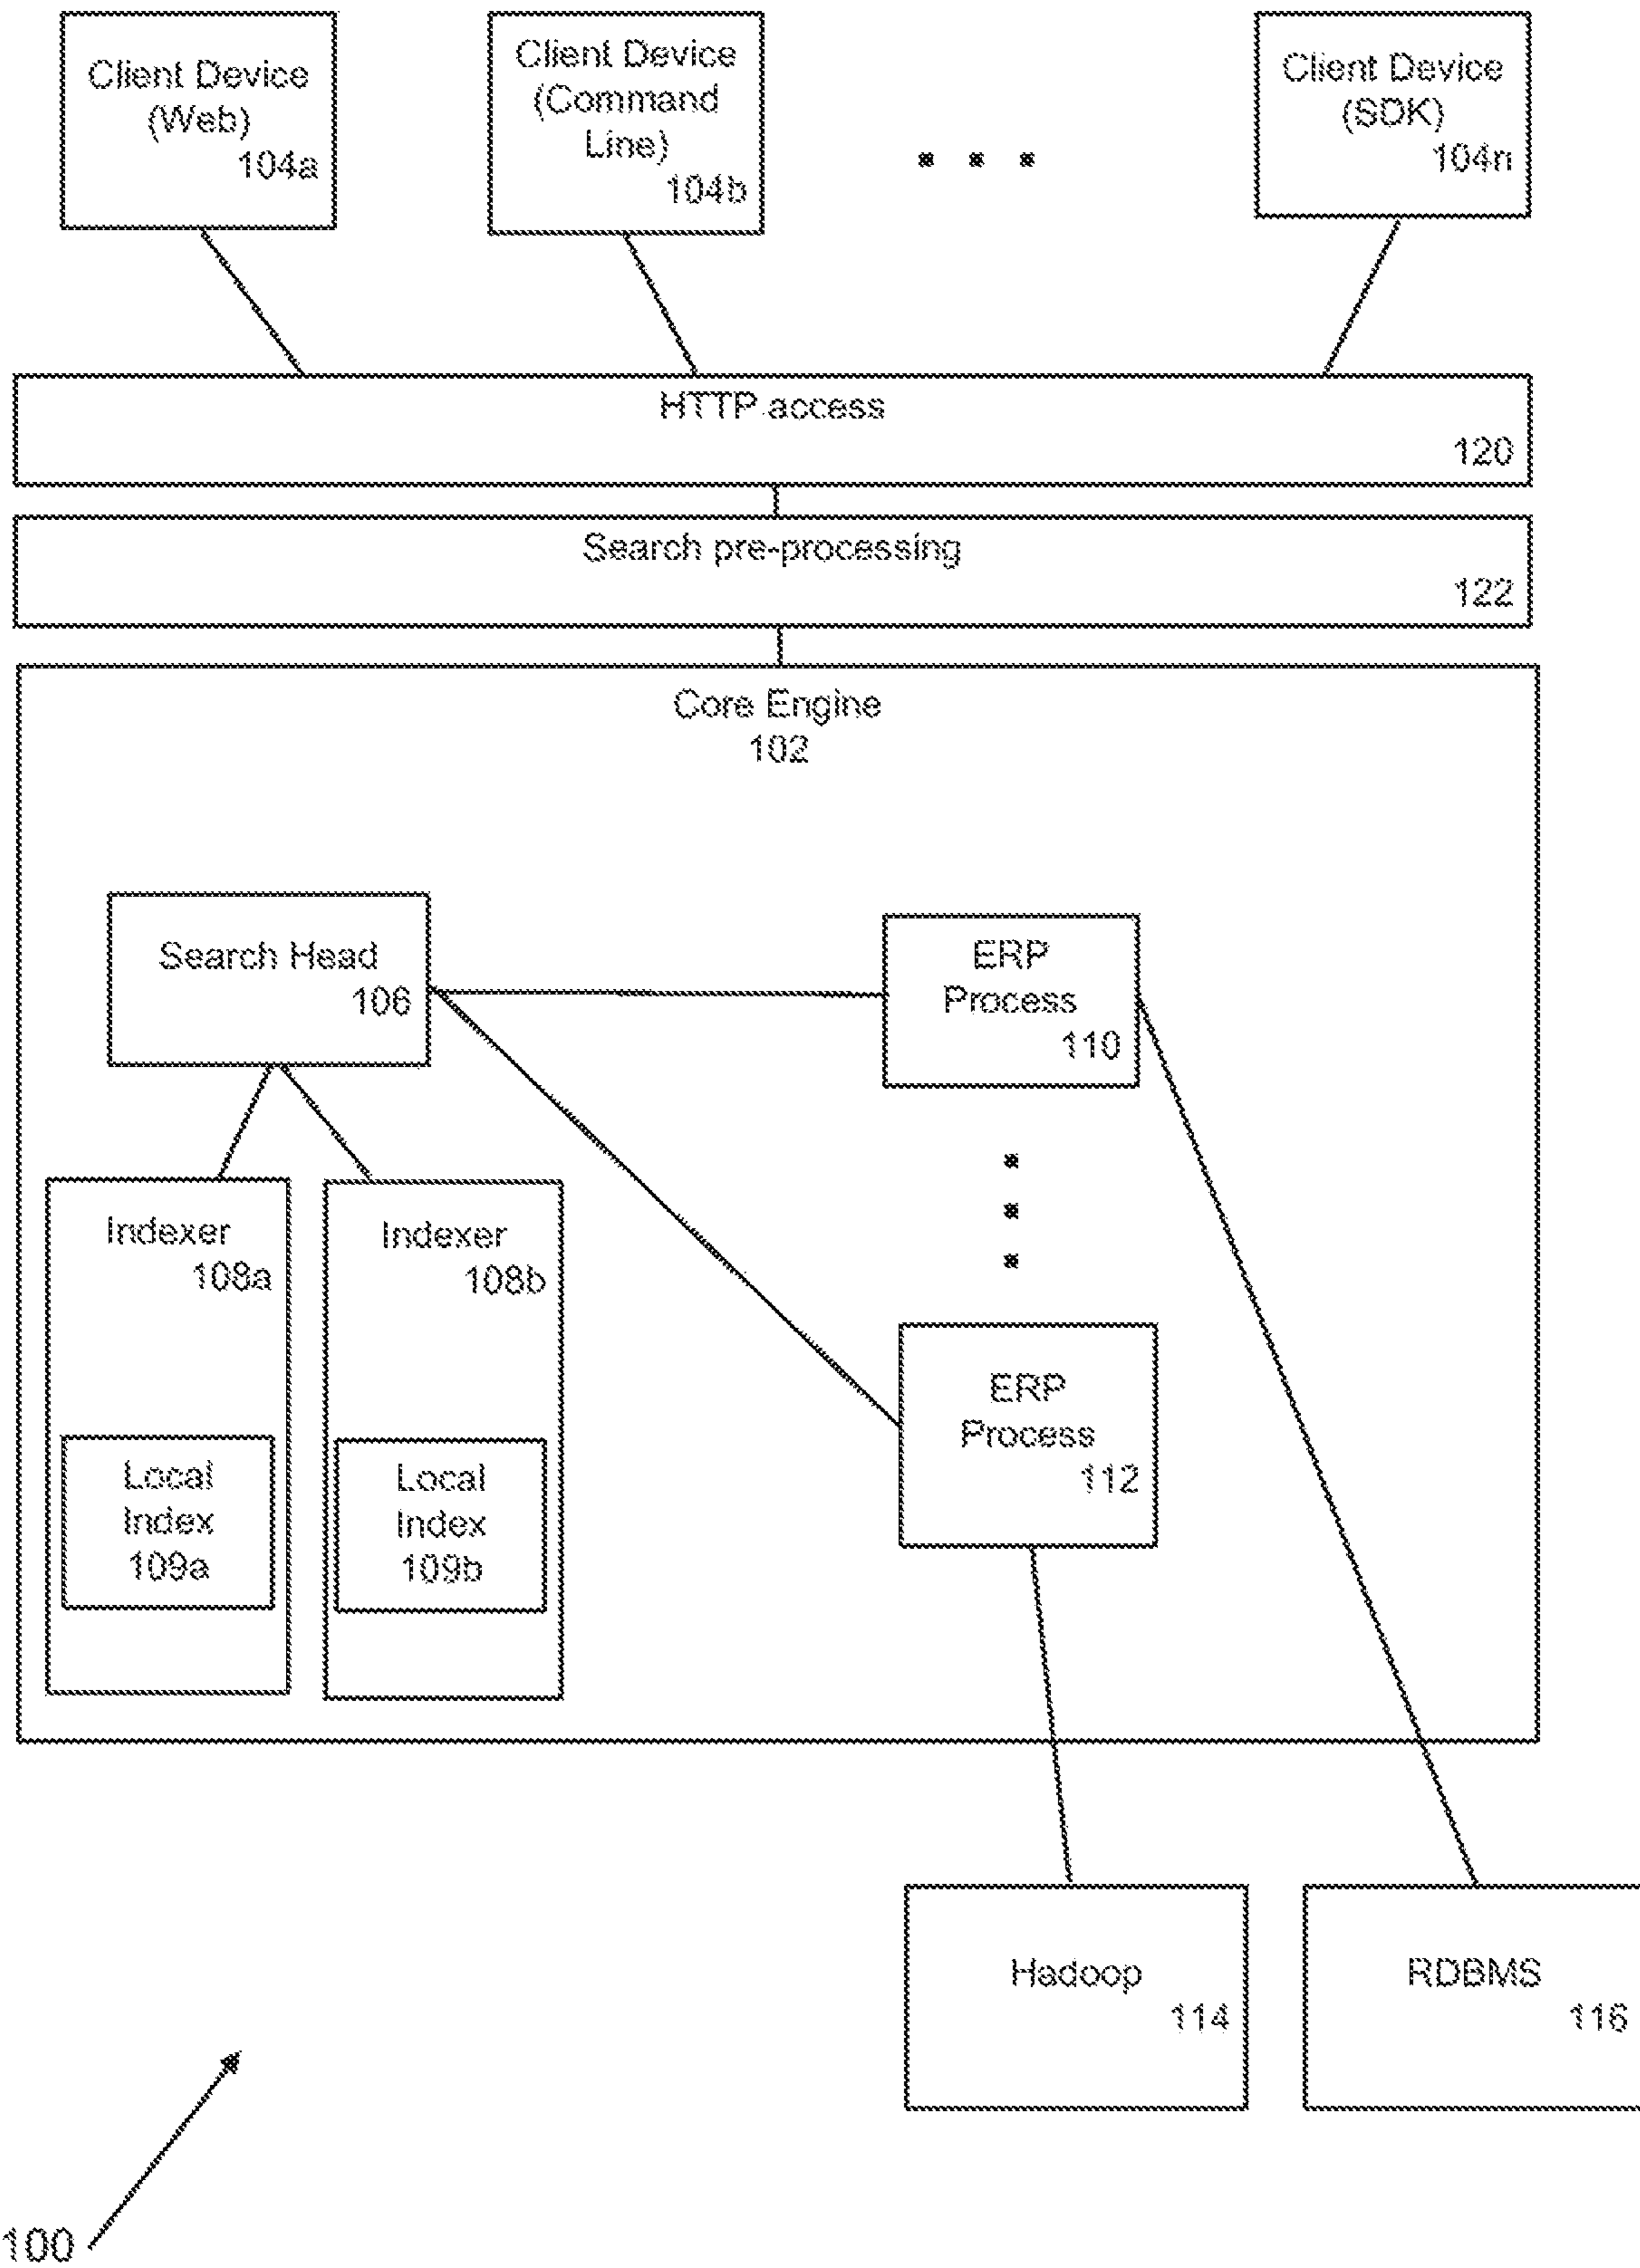 Client Device
(Web)
104a
Client Device
(Command
Line)
104b
Client Device
(SDK)
104n
HTTP access
120
Search pre-processing
122
Core Engine
102
Search Head
106
ERP
Process
110
Indexer
108a
Indexer
108b
ERP
Process
112
Local
Index
109a
Local
Index
109b
Hadoop
114
RDBMS
116
100